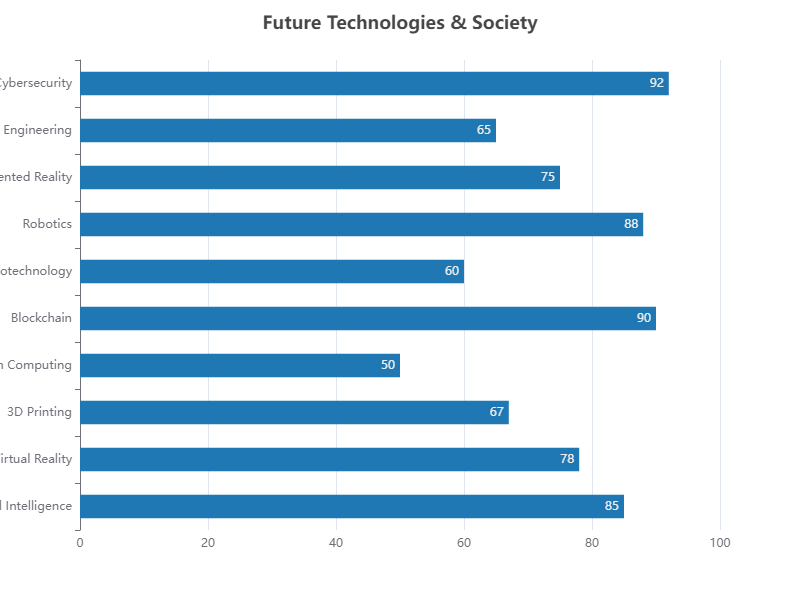 Future Technologies & Society
Cybersecurity 92
Engineering 65
ented Reality 75
Robotics 88
otechnology 60
Blockchain 90
n Computing 50
3D Printing 67
irtual Reality 78
l Intelligence 85
0 20 40 60 80 100